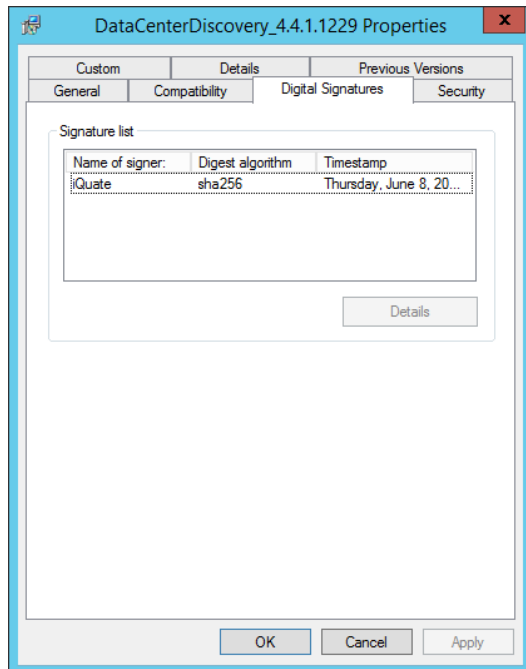 DataCenterDiscovery_4.4.1.1229 Properties
x
Custom Details Previous Versions
General Compatibility Digital Signatures Security
Signature list
Name of signer: Digest algorithm Timestamp
iQuate sha256 Thursday, June 8, 20...
Details
OK Cancel Apply